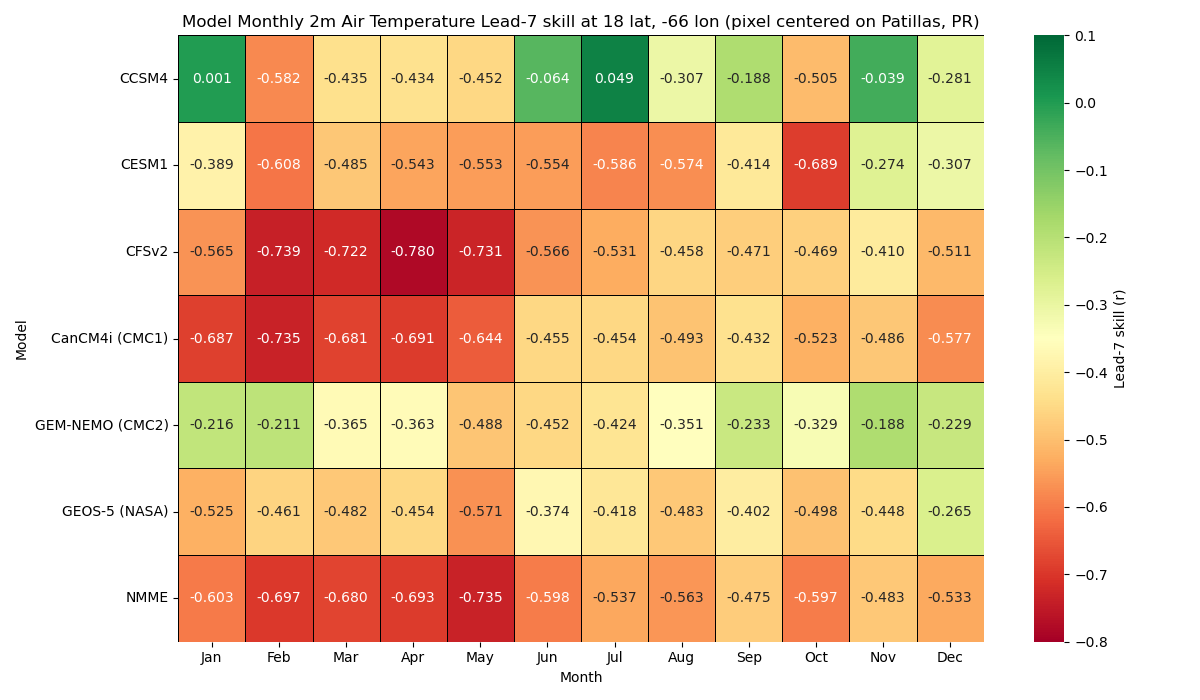 Model Monthly 2m Air Temperature Lead-7 skill at 18 lat, -66 lon (pixel centered on Patillas, PR)
Model
CCSM4 0.001 -0.582 -0.435 -0.434 -0.452 -0.064 0.049 -0.307 -0.188 -0.505 -0.039 -0.281
CESM1 -0.389 -0.608 -0.485 -0.543 -0.553 -0.554 -0.586 -0.574 -0.414 -0.689 -0.274 -0.307
CFSv2 -0.565 -0.739 -0.722 -0.780 -0.731 -0.566 -0.531 -0.458 -0.471 -0.469 -0.410 -0.511
CanCM4i (CMC1) -0.687 -0.735 -0.681 -0.691 -0.644 -0.455 -0.454 -0.493 -0.432 -0.523 -0.486 -0.577
GEM-NEMO (CMC2) -0.216 -0.211 -0.365 -0.363 -0.488 -0.452 -0.424 -0.351 -0.233 -0.329 -0.188 -0.229
GEOS-5 (NASA) -0.525 -0.461 -0.482 -0.454 -0.571 -0.374 -0.418 -0.483 -0.402 -0.498 -0.448 -0.265
NMME -0.603 -0.697 -0.680 -0.693 -0.735 -0.598 -0.537 -0.563 -0.475 -0.597 -0.483 -0.533
Jan Feb Mar Apr May Jun Jul Aug Sep Oct Nov Dec
Month
0.1
0.0
−0.1
−0.2
−0.3
−0.4
−0.5
−0.6
−0.7
−0.8
Lead-7 skill (r)